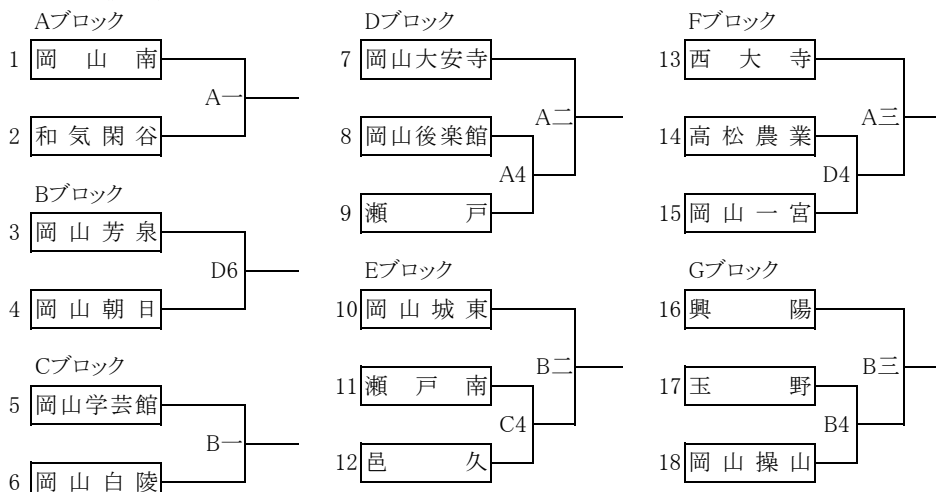 Aブロック
1 岡山南
A一
2 和気閑谷
Bブロック
3 岡山芳泉
D6
4 岡山朝日
Cブロック
5 岡山学芸館
B一
6 岡山白陵
Dブロック
7 岡山大安寺
A二
8 岡山後楽館
A4
9 瀬戸
Eブロック
10 岡山城東
B二
11 瀬戸南
C4
12 邑久
Fブロック
13 西大寺
A三
14 高松農業
D4
15 岡山一宮
Gブロック
16 興陽
B三
17 玉野
B4
18 岡山操山